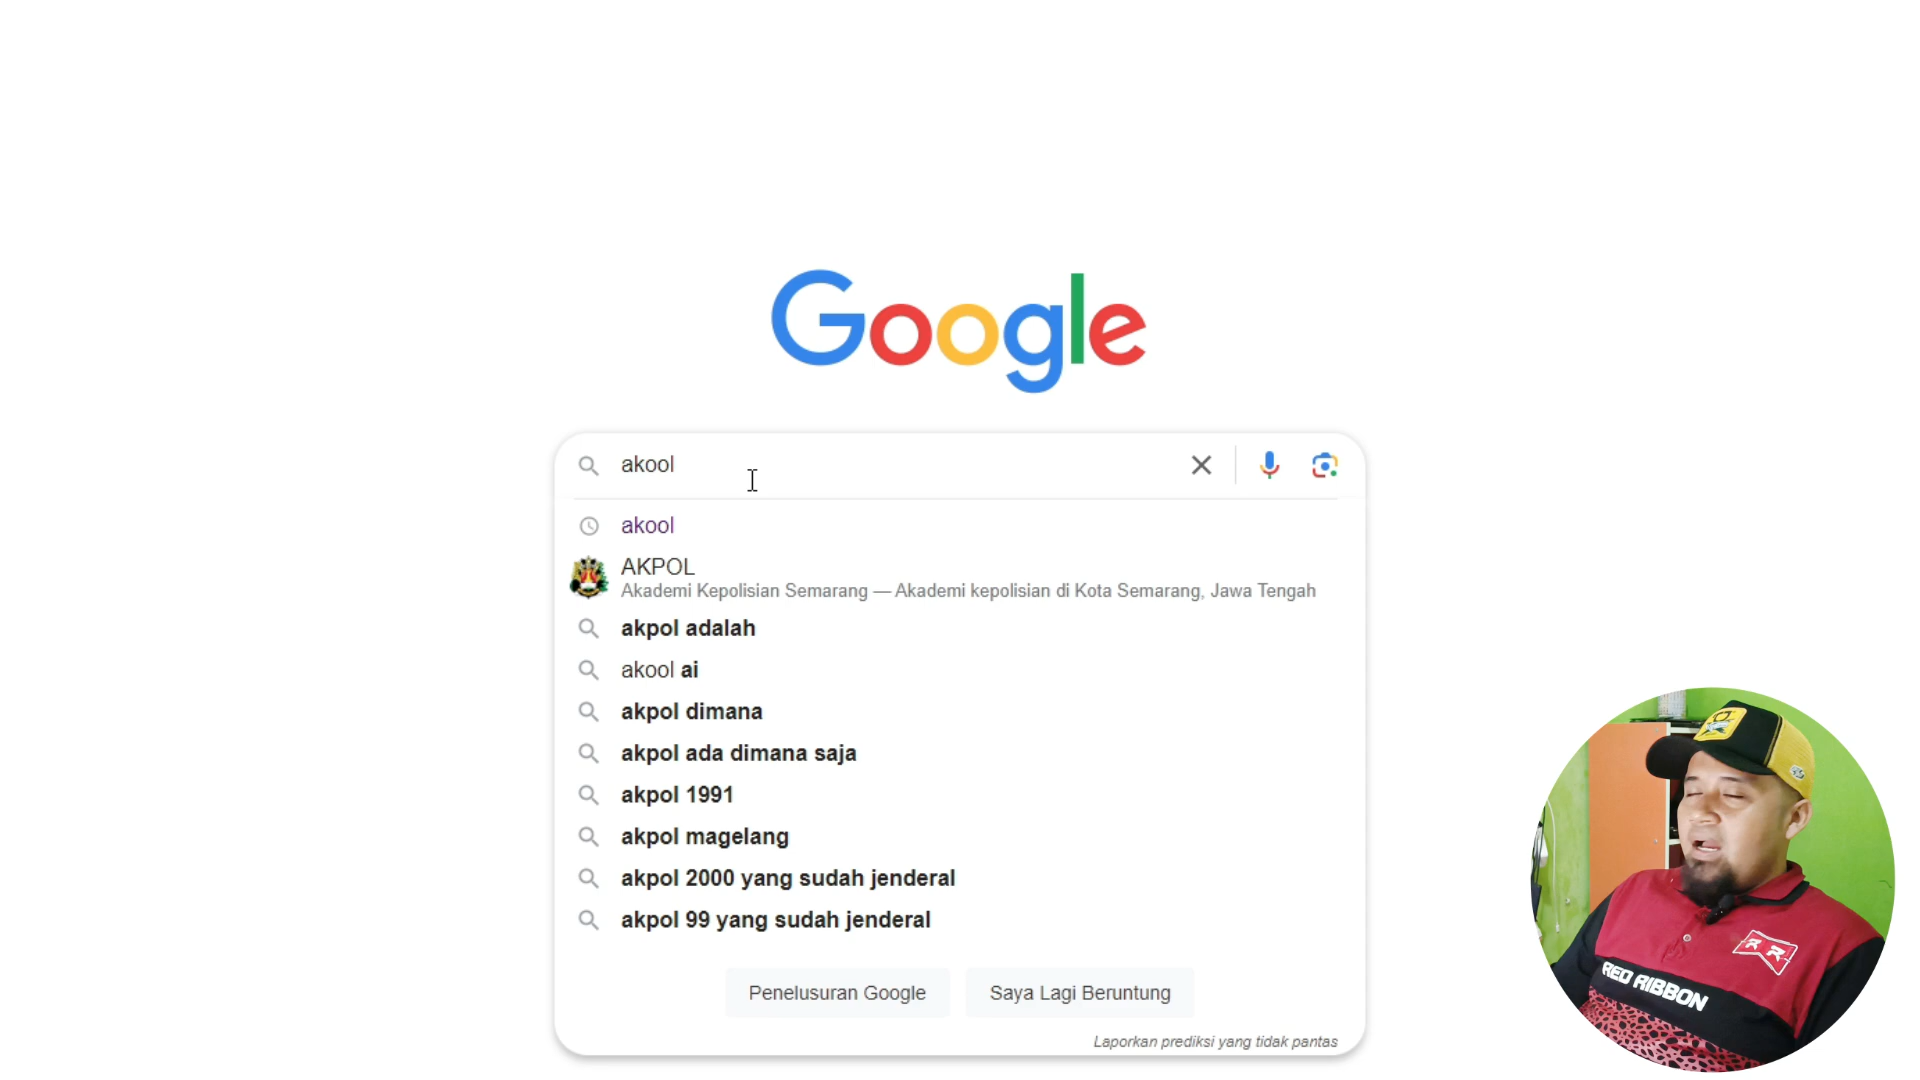 Google
akool
akool
AKPOL
Akademi Kepolisian Semarang — Akademi kepolisian di Kota Semarang, Jawa Tengah
akpol adalah
akool ai
akpol dimana
akpol ada dimana saja
akpol 1991
akpol magelang
akpol 2000 yang sudah jenderal
akpol 99 yang sudah jenderal
Penelusuran Google
Saya Lagi Beruntung
Laporkan prediksi yang tidak pantas
R R
RED RIBBON